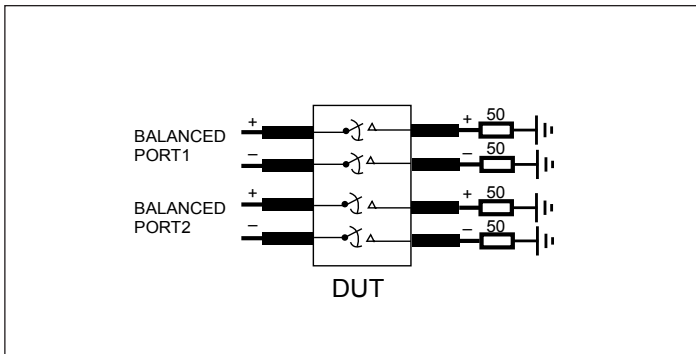 + + 50
BALANCED
PORT1
− − 50
+ + 50
BALANCED
PORT2
− − 50
DUT